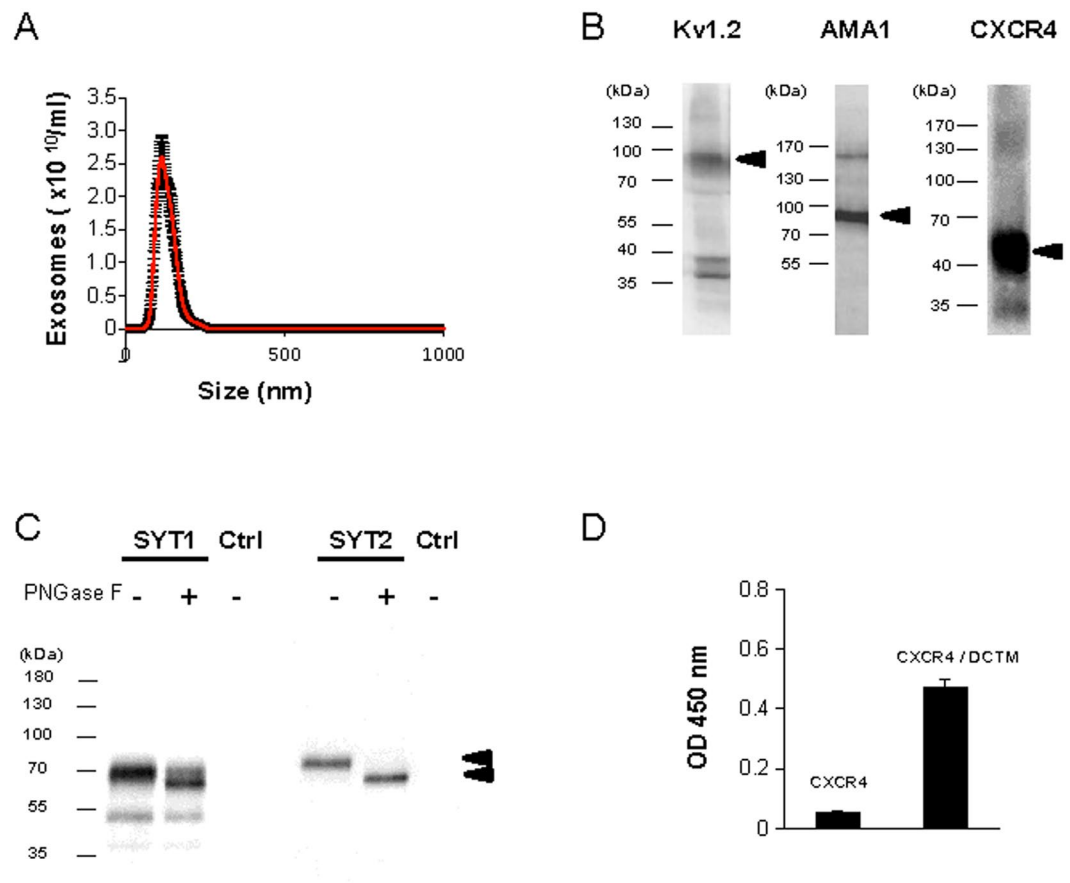 A
Exosomes ( x10 10/ml)
3.5
3.0
2.5
2.0
1.5
1.0
0.5
0
0
500
1000
Size (nm)
B
Kv1.2
AMA1
CXCR4
(kDa)
130
100
70
55
40
35
(kDa)
170
130
100
70
55
(kDa)
170
130
100
70
40
35
C
SYT1 Ctrl SYT2 Ctrl
PNGase F - + - - + -
(kDa)
180
130
100
70
55
35
D
OD 450 nm
0.8
0.6
0.4
0.2
0
CXCR4
CXCR4 / DCTM